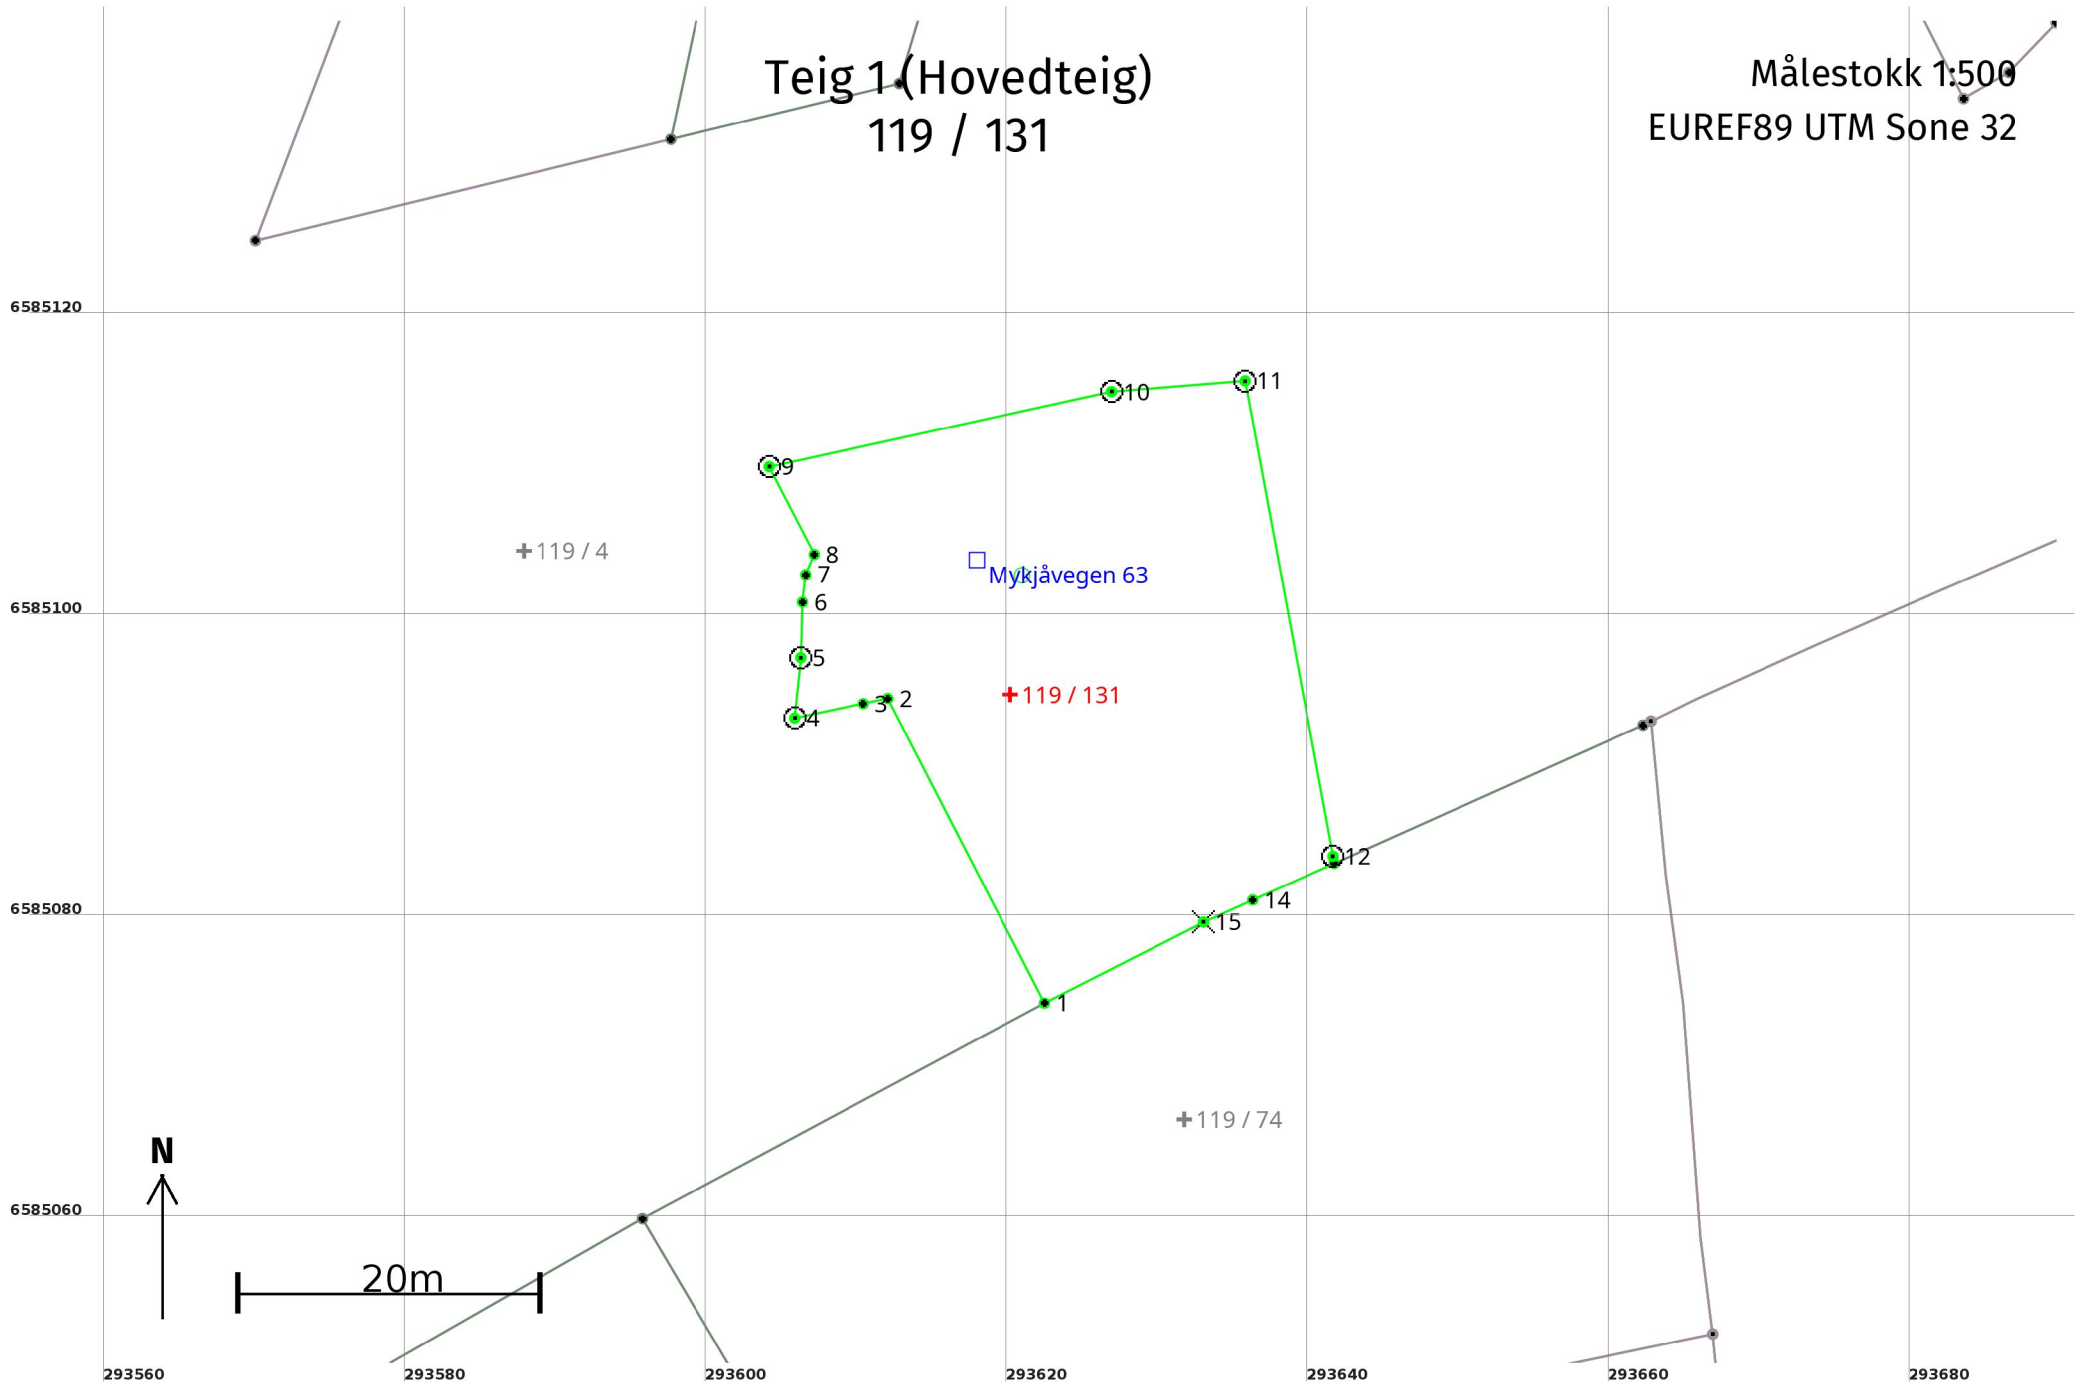 Teig 1 (Hovedteig)
119 / 131
Målestokk 1:500
EUREF89 UTM Sone 32
6585120
10
11
9
119 / 4
8
7
Mykjåvegen 63
6585100
6
5
119 / 131
2
3
4
12
14
6585080
15
1
119 / 74
N
6585060
20m
293560
293580
293600
293620
293640
293660
293680